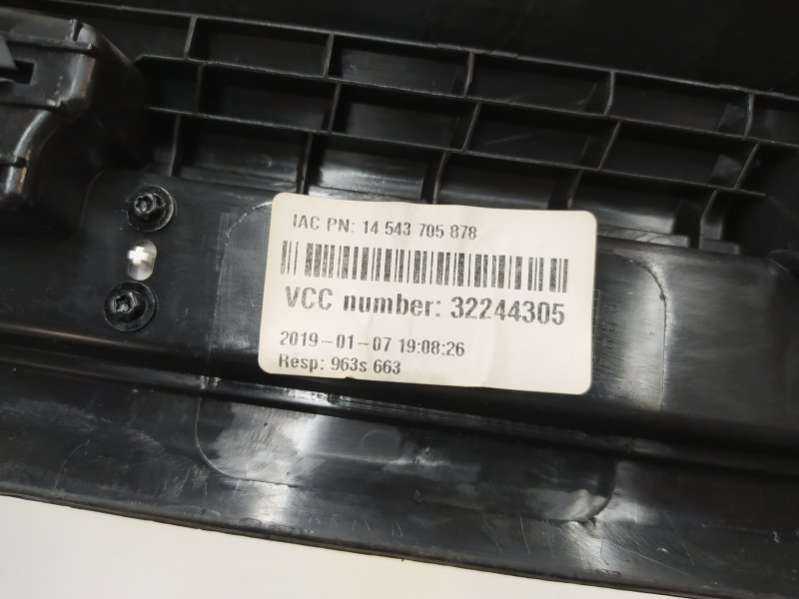 IAC PN: 14 543 705 878
VCC number: 32244305
2019-01-07 19:08:26
Resp: 963s 663